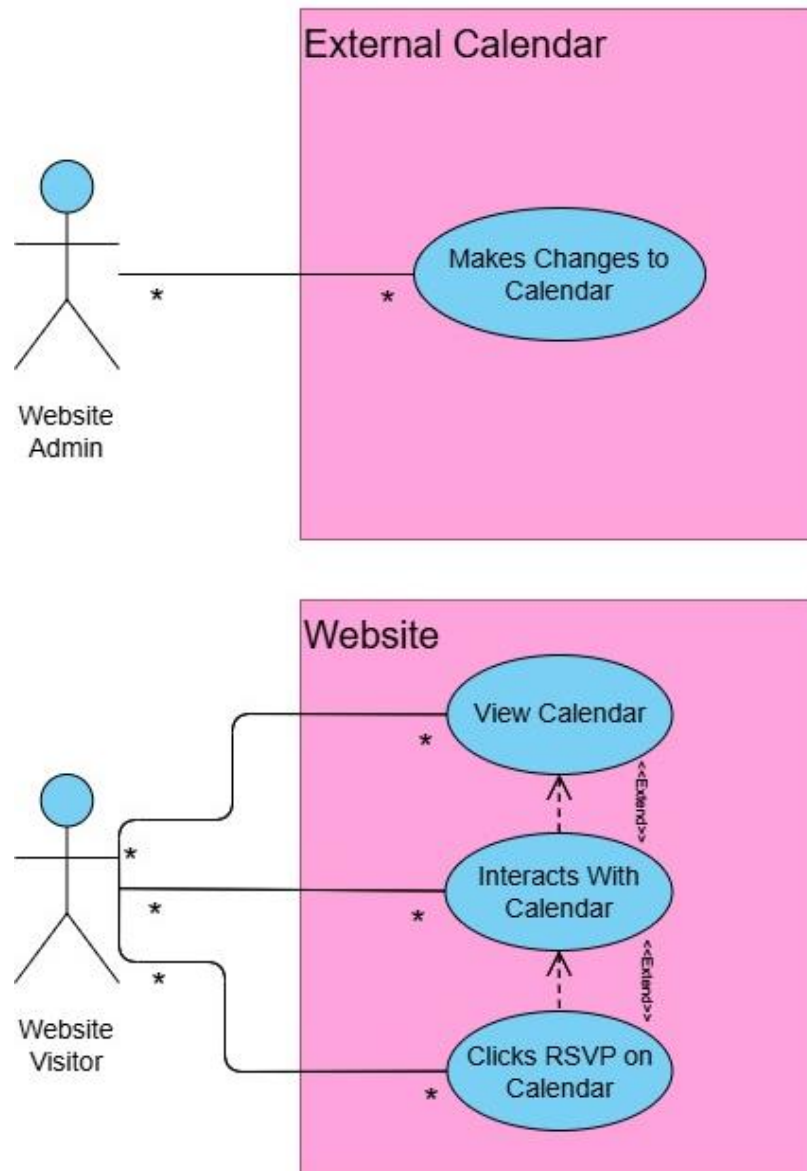 External Calendar
Makes Changes to
Calendar
*
*
Website
Admin
Website
View Calendar
*
<<Extend>>
*
Interacts With
Calendar
*
*
<<Extend>>
*
Website
Visitor
Clicks RSVP on
Calendar
*